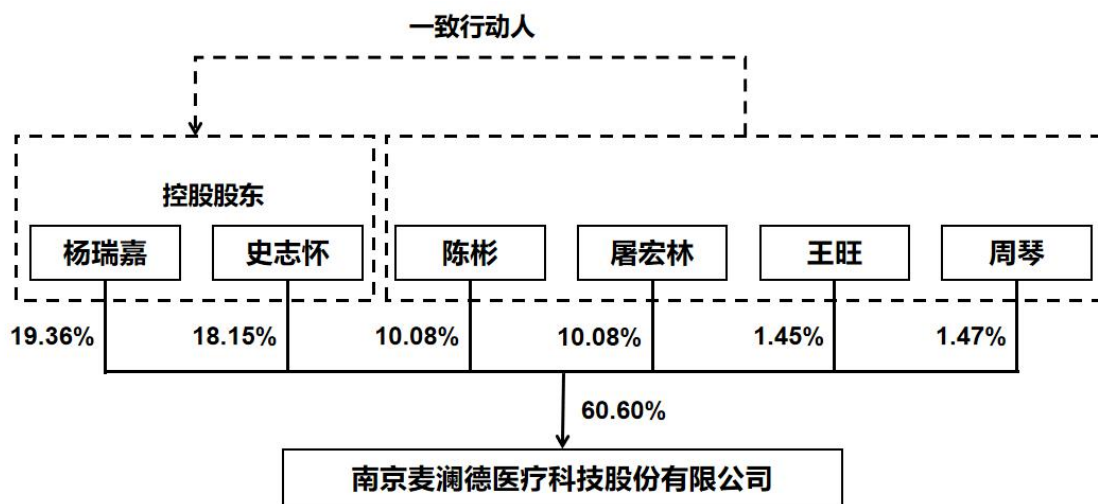 一致行动人
控股股东
杨瑞嘉 史志怀 陈彬 屠宏林 王旺 周琴
19.36% 18.15% 10.08% 10.08% 1.45% 1.47%
60.60%
南京麦澜德医疗科技股份有限公司